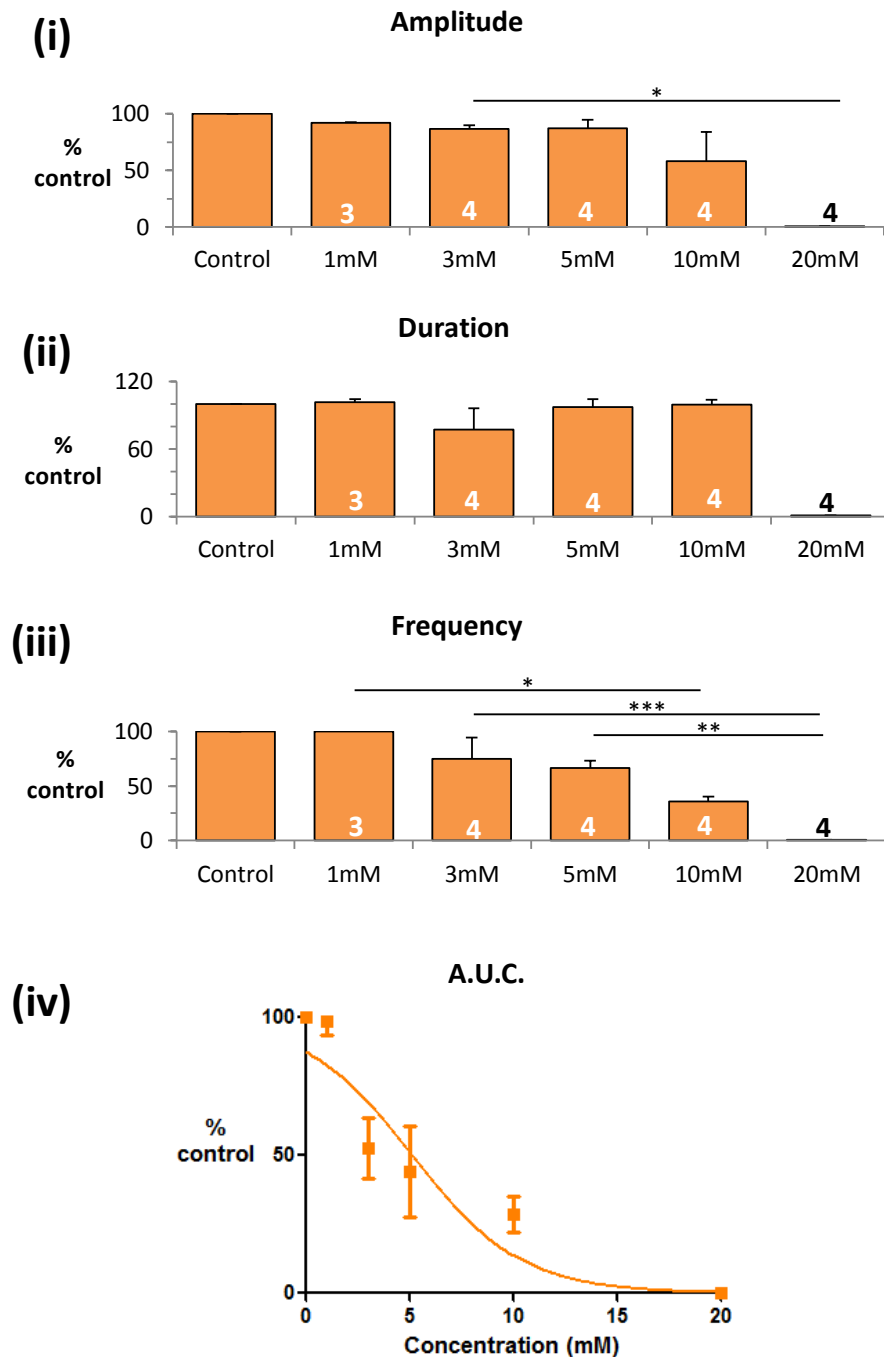 (i)
Amplitude
*
100
50
0
%
control
3
4
4
4
4
Control 1mM 3mM 5mM 10mM 20mM
(ii)
Duration
120
60
0
%
control
3
4
4
4
4
Control 1mM 3mM 5mM 10mM 20mM
(iii)
Frequency
*
***
**
100
50
0
%
control
3
4
4
4
4
Control 1mM 3mM 5mM 10mM 20mM
(iv)
A.U.C.
100
50
0
%
control
0 5 10 15 20
Concentration (mM)